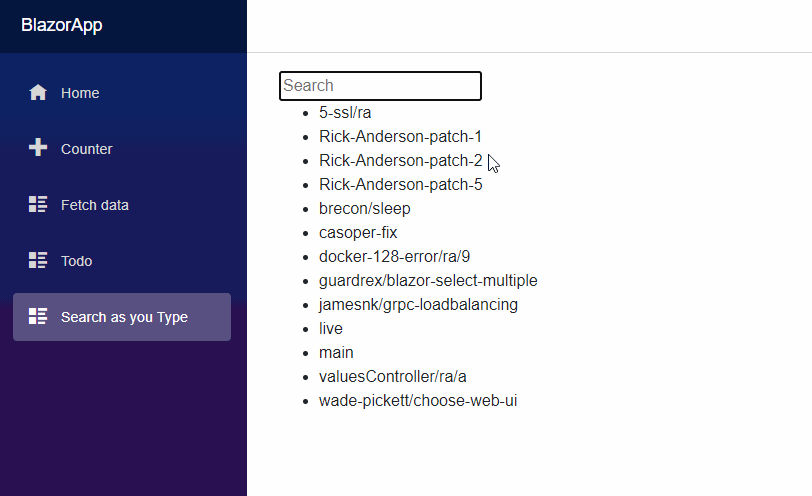 BlazorApp
Home
Counter
Fetch data
Todo
Search as you Type
Search
5-ssl/ra
Rick-Anderson-patch-1
Rick-Anderson-patch-2
Rick-Anderson-patch-5
brecon/sleep
casoper-fix
docker-128-error/ra/9
guardrex/blazor-select-multiple
jamesnk/grpc-loadbalancing
live
main
valuesController/ra/a
wade-pickett/choose-web-ui